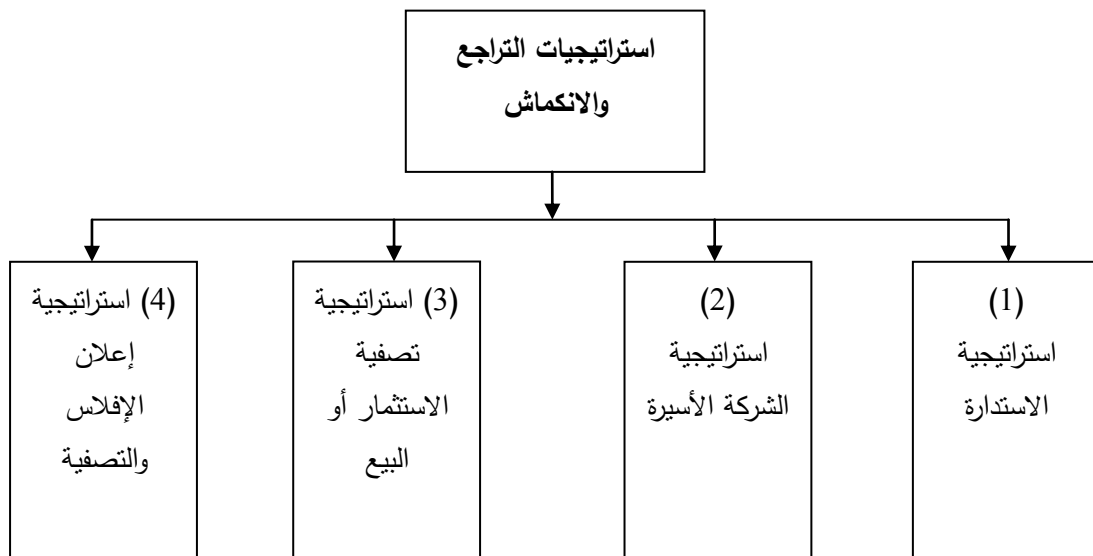 استراتيجيات التراجع
والانكماش
(1)
استراتيجية
الاستدارة
(2)
استراتيجية
الشركة الأسيرة
(3) استراتيجية
تصفية
الاستثمار أو
البيع
(4) استراتيجية
إعلان
الإفلاس
والتصفية